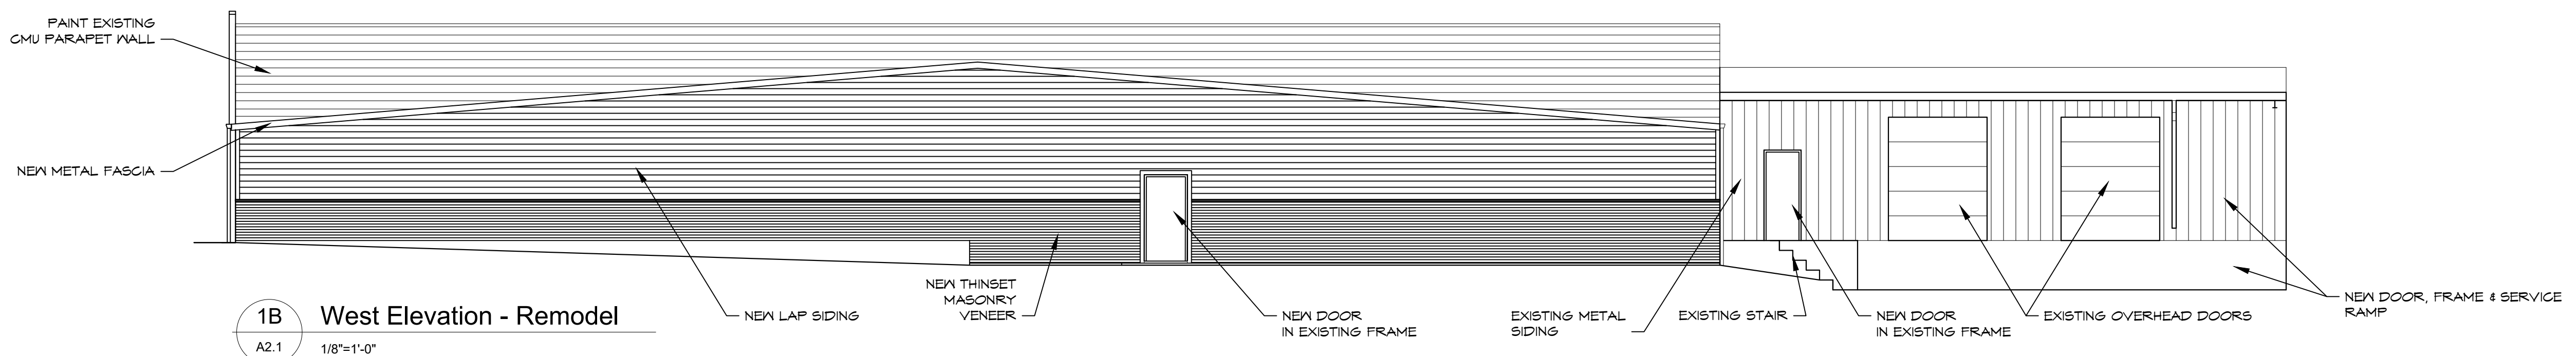 PAINT EXISTING
CMU PARAPET WALL
NEW METAL FASCIA
1B
A2.1
West Elevation - Remodel
1/8"=1'-0"
NEW LAP SIDING
NEW THINSET
MASONRY
VENEER
NEW DOOR
IN EXISTING FRAME
EXISTING METAL
SIDING
EXISTING STAIR
NEW DOOR
IN EXISTING FRAME
EXISTING OVERHEAD DOORS
NEW DOOR, FRAME & SERVICE
RAMP